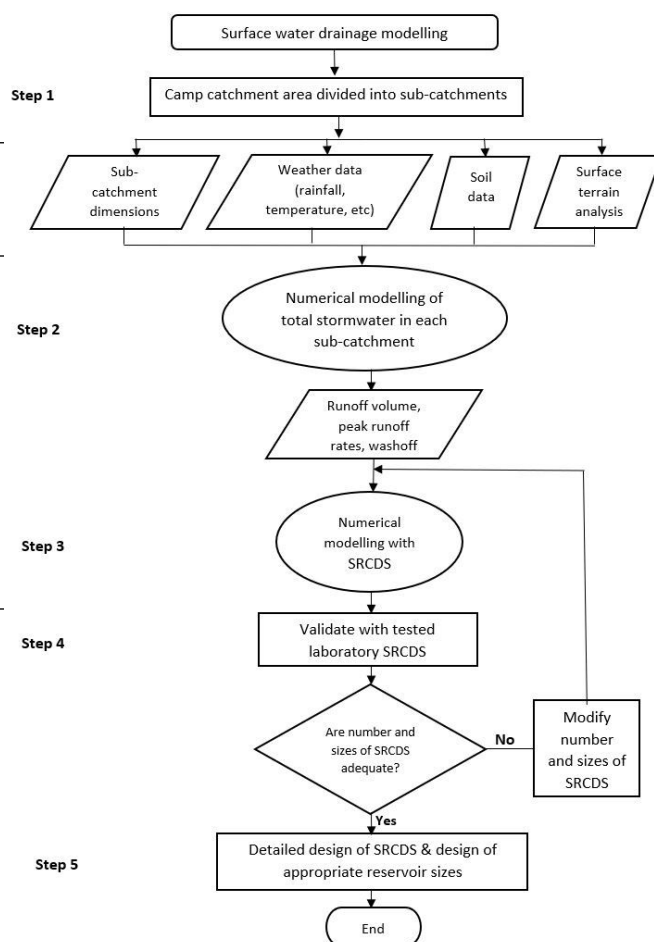 Surface water drainage modelling
Step 1
Camp catchment area divided into sub-catchments
Sub-
catchment
dimensions
Weather data
(rainfall,
temperature, etc)
Soil
data
Surface
terrain
analysis
Step 2
Numerical modelling of
total stormwater in each
sub-catchment
Runoff volume,
peak runoff
rates, washoff
Step 3
Numerical
modelling with
SRCDS
Step 4
Validate with tested
laboratory SRCDS
Are number and
sizes of SRCDS
adequate?
No
Modify
number
and sizes of
SRCDS
Yes
Step 5
Detailed design of SRCDS & design of
appropriate reservoir sizes
End